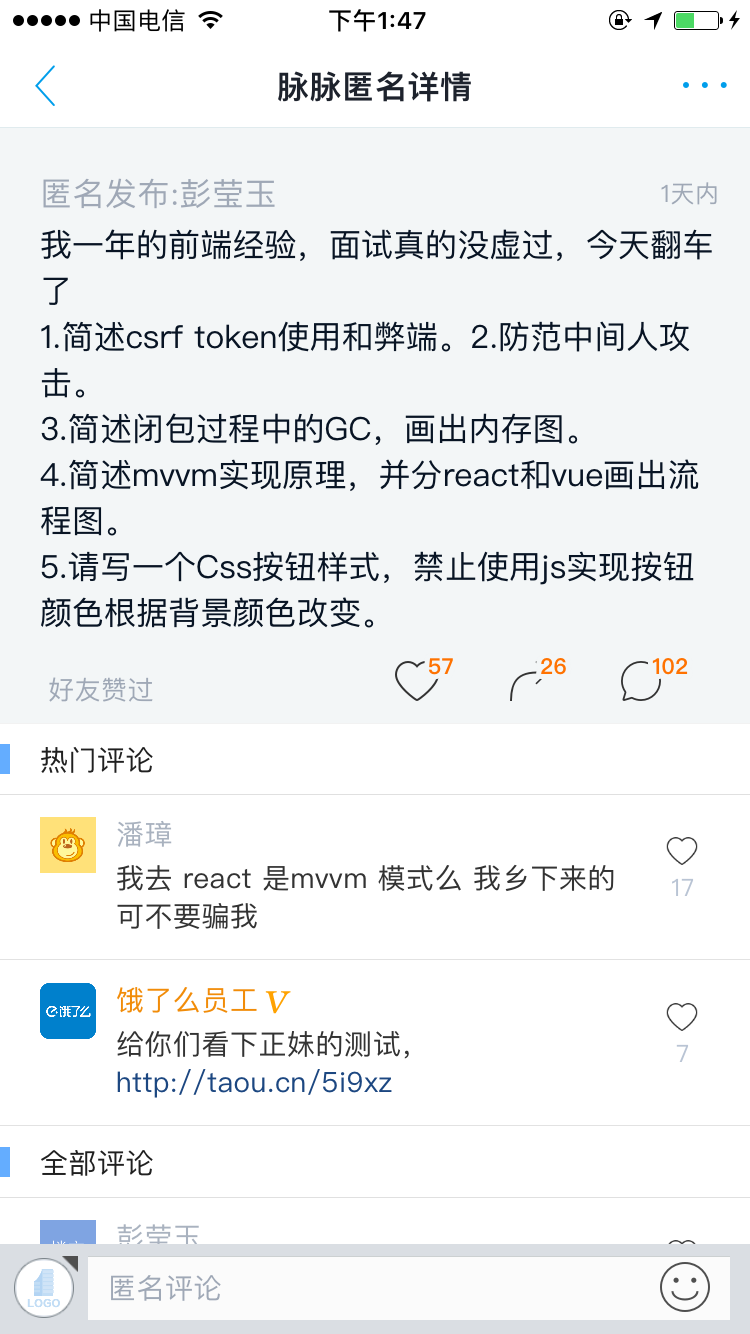 中国电信
下午1:47
脉脉匿名详情
匿名发布:彭莹玉
1天内
我一年的前端经验，面试真的没虚过，今天翻车
了
1.简述csrf token使用和弊端。2.防范中间人攻
击。
3.简述闭包过程中的GC，画出内存图。
4.简述mvvm实现原理，并分react和vue画出流
程图。
5.请写一个Css按钮样式，禁止使用js实现按钮
颜色根据背景颜色改变。
好友赞过
57
26
102
热门评论
潘璋
我去 react 是mvvm 模式么 我乡下来的
可不要骗我
17
饿了么
饿了么员工 V
给你们看下正妹的测试，
http://taou.cn/5i9xz
7
全部评论
彭莹玉
LOGO
匿名评论